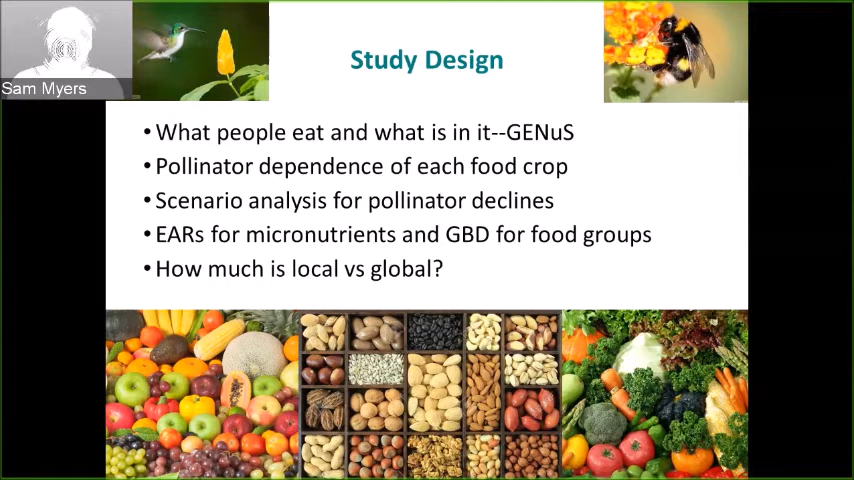 Sam Myers
Study Design
• What people eat and what is in it--GENuS
• Pollinator dependence of each food crop
• Scenario analysis for pollinator declines
• EARs for micronutrients and GBD for food groups
• How much is local vs global?